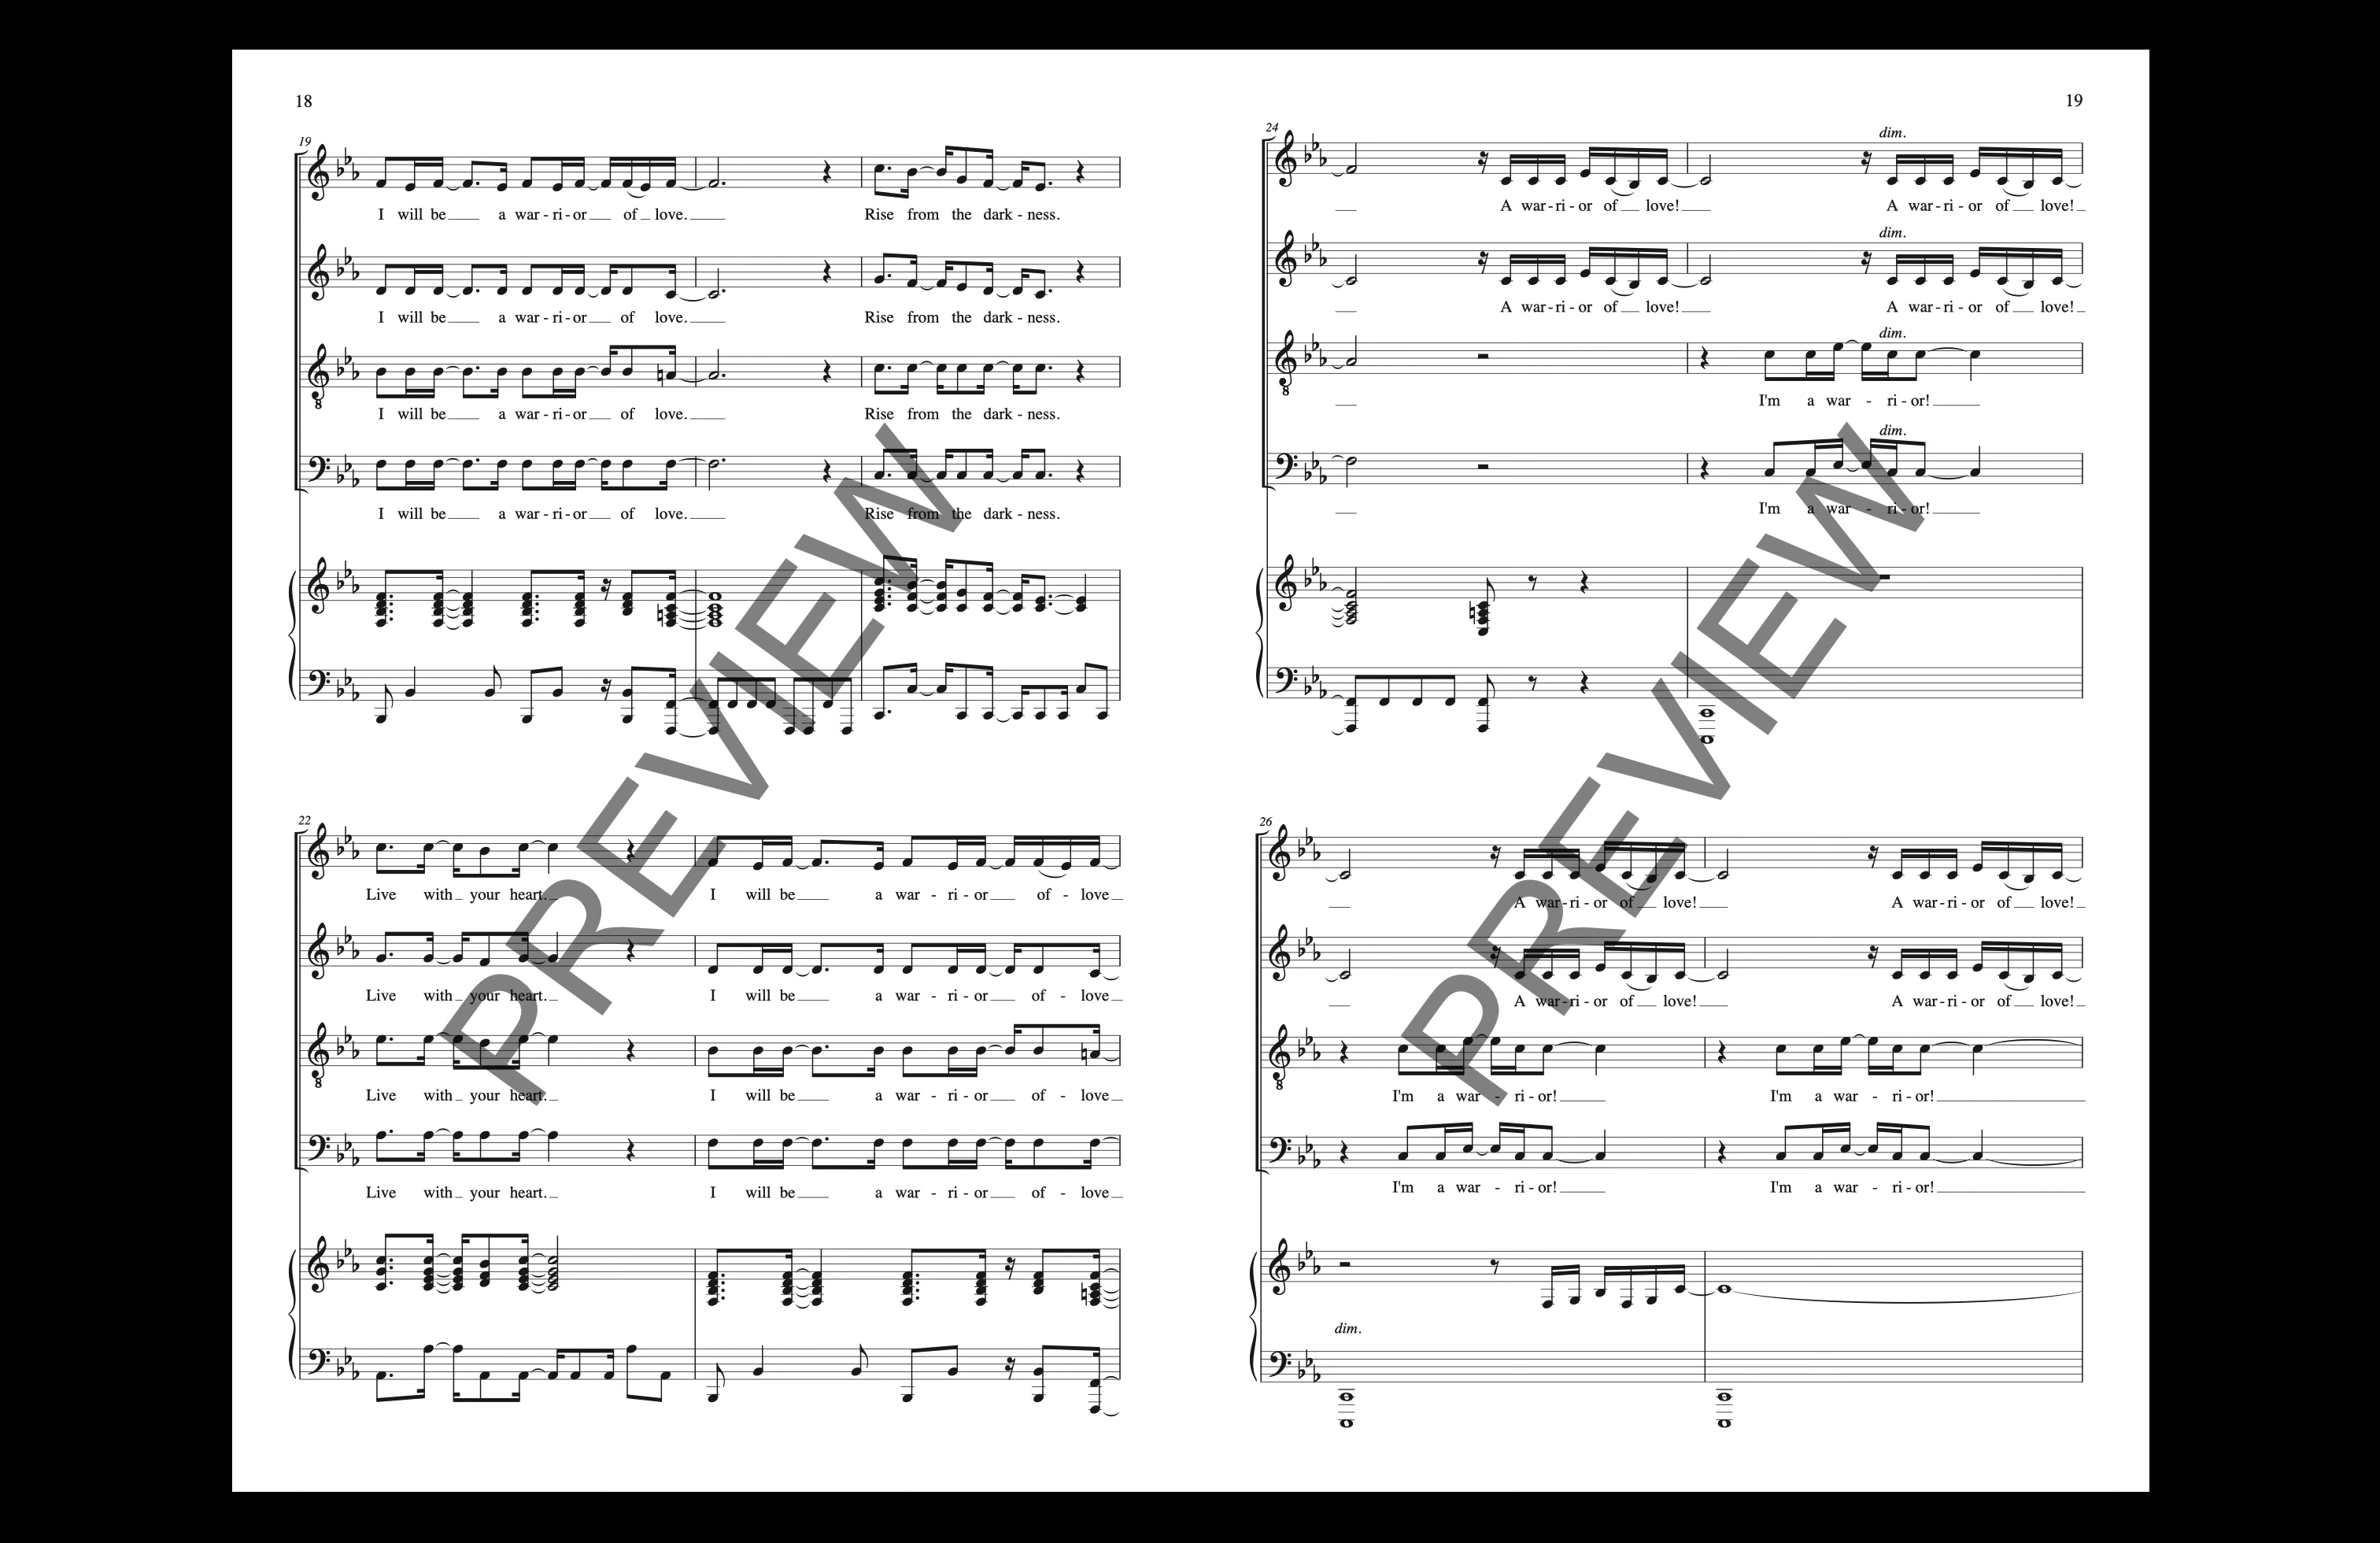 18
19
I will be a war - ri - or of love. Rise from the dark - ness.
I will be a war - ri - or of love. Rise from the dark - ness.
8
I will be a war - ri - or of love. Rise from the dark - ness.
I will be a war - ri - or of love. Rise from the dark - ness.
22
Live with your heart. I will be a war - ri - or of - love
Live with your heart. I will be a war - ri - or of - love
8
Live with your heart. I will be a war - ri - or of - love
Live with your heart. I will be a war - ri - or of - love
PREVIEW
19
24
dim.
A war - ri - or of love! A war - ri - or of love!
dim.
A war - ri - or of love! A war - ri - or of love!
dim.
8
I'm a war - ri - or!
dim.
I'm a war - ri - or!
26
A war - ri - or of love! A war - ri - or of love!
A war - ri - or of love! A war - ri - or of love!
8
I'm a war - ri - or! I'm a war - ri - or!
I'm a war - ri - or! I'm a war - ri - or!
dim.
PREVIEW